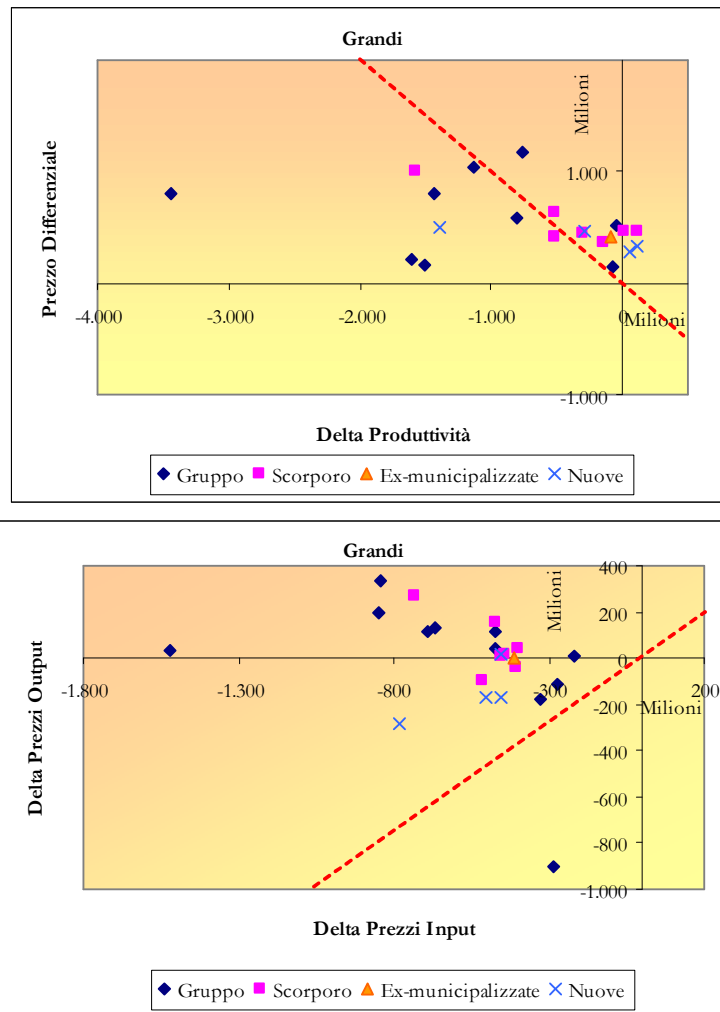 Grandi
Prezzo Differenziale
Milioni
1.000
-4.000 -3.000 -2.000 -1.000 0
Milioni
-1.000
Delta Produttività
Gruppo Scorporo Ex-municipalizzate Nuove
Grandi
Delta Prezzi Output
Milioni
400
200
0
-1.800 -1.300 -800 -300 200
-200
Milioni
-400
-600
-800
-1.000
Delta Prezzi Input
Gruppo Scorporo Ex-municipalizzate Nuove